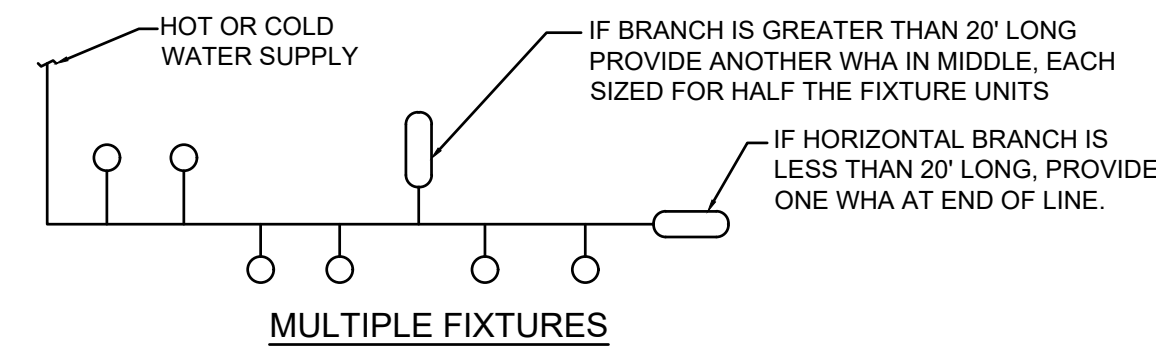 HOT OR COLD
WATER SUPPLY
IF BRANCH IS GREATER THAN 20' LONG
PROVIDE ANOTHER WHA IN MIDDLE, EACH
SIZED FOR HALF THE FIXTURE UNITS
IF HORIZONTAL BRANCH IS
LESS THAN 20' LONG, PROVIDE
ONE WHA AT END OF LINE.
MULTIPLE FIXTURES